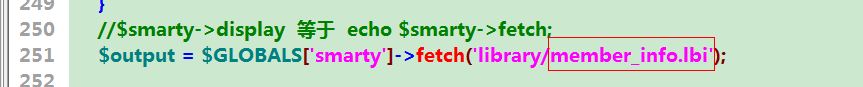 249 }
250 //$smarty->display 等于 echo $smarty->fetch;
251 $output = $GLOBALS['smarty']->fetch('library/member_info.lbi');
252